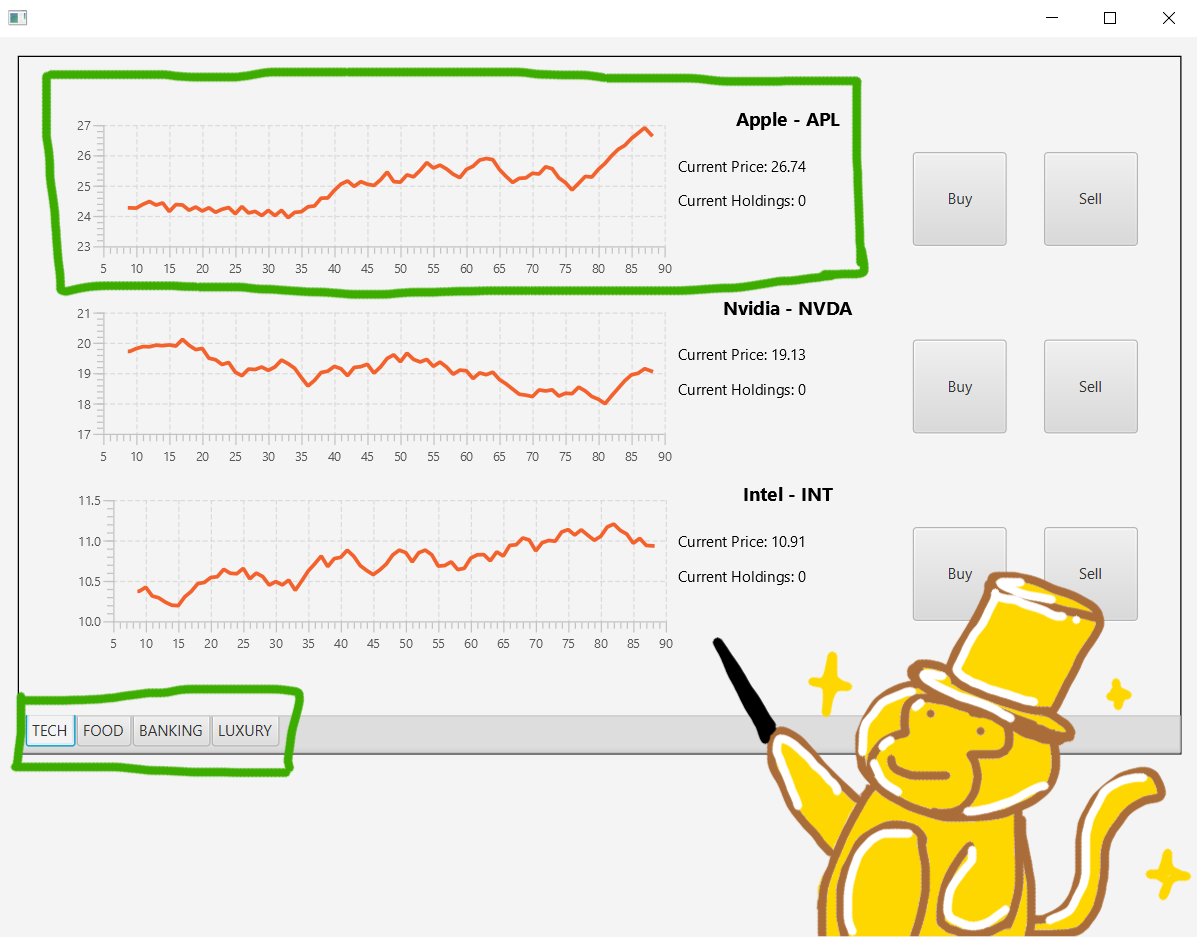 Apple - APL
27
26
25
24
23
5 10 15 20 25 30 35 40 45 50 55 60 65 70 75 80 85 90
Current Price: 26.74
Current Holdings: 0
Buy
Sell
Nvidia - NVDA
21
20
19
18
17
5 10 15 20 25 30 35 40 45 50 55 60 65 70 75 80 85 90
Current Price: 19.13
Current Holdings: 0
Buy
Sell
Intel - INT
11.5
11.0
10.5
10.0
5 10 15 20 25 30 35 40 45 50 55 60 65 70 75 80 85 90
Current Price: 10.91
Current Holdings: 0
Buy
Sell
TECH FOOD BANKING LUXURY